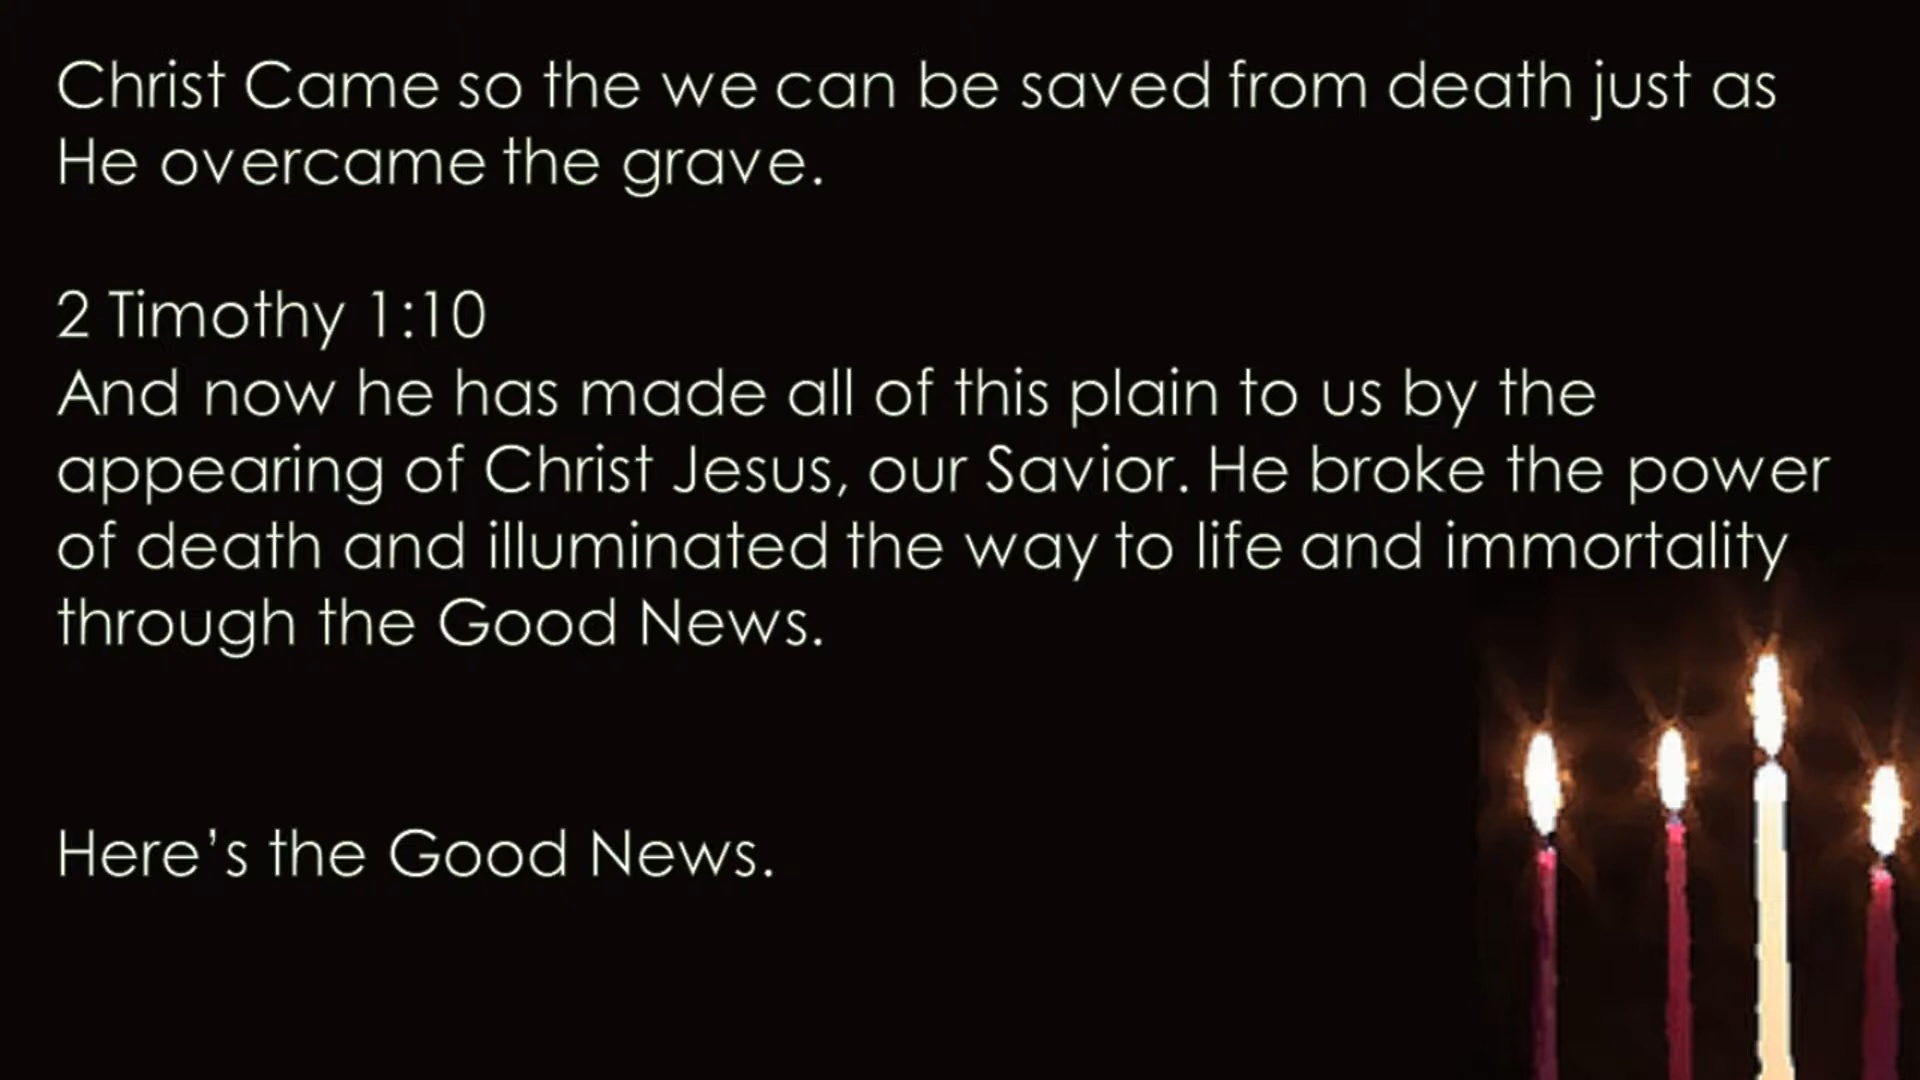 Christ Came so the we can be saved from death just as
He overcame the grave.
2 Timothy 1:10
And now he has made all of this plain to us by the
appearing of Christ Jesus, our Savior. He broke the power
of death and illuminated the way to life and immortality
through the Good News.
Here’s the Good News.